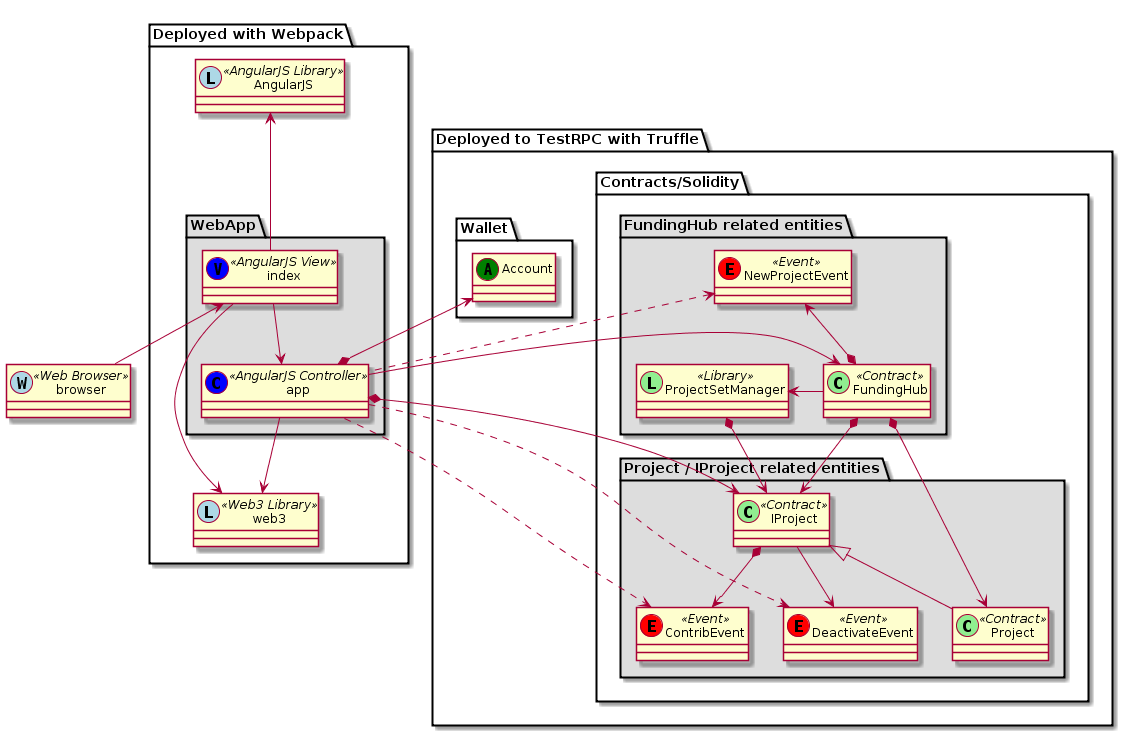 Deployed with Webpack
L
«AngularJS Library»
AngularJS
WebApp
V
«AngularJS View»
index
C
«AngularJS Controller»
app
W
«Web Browser»
browser
L
«Web3 Library»
web3
Deployed to TestRPC with Truffle
Wallet
A
Account
Contracts/Solidity
FundingHub related entities
E
«Event»
NewProjectEvent
L
«Library»
ProjectSetManager
C
«Contract»
FundingHub
Project / IProject related entities
C
«Contract»
IProject
E
«Event»
ContribEvent
E
«Event»
DeactivateEvent
C
«Contract»
Project